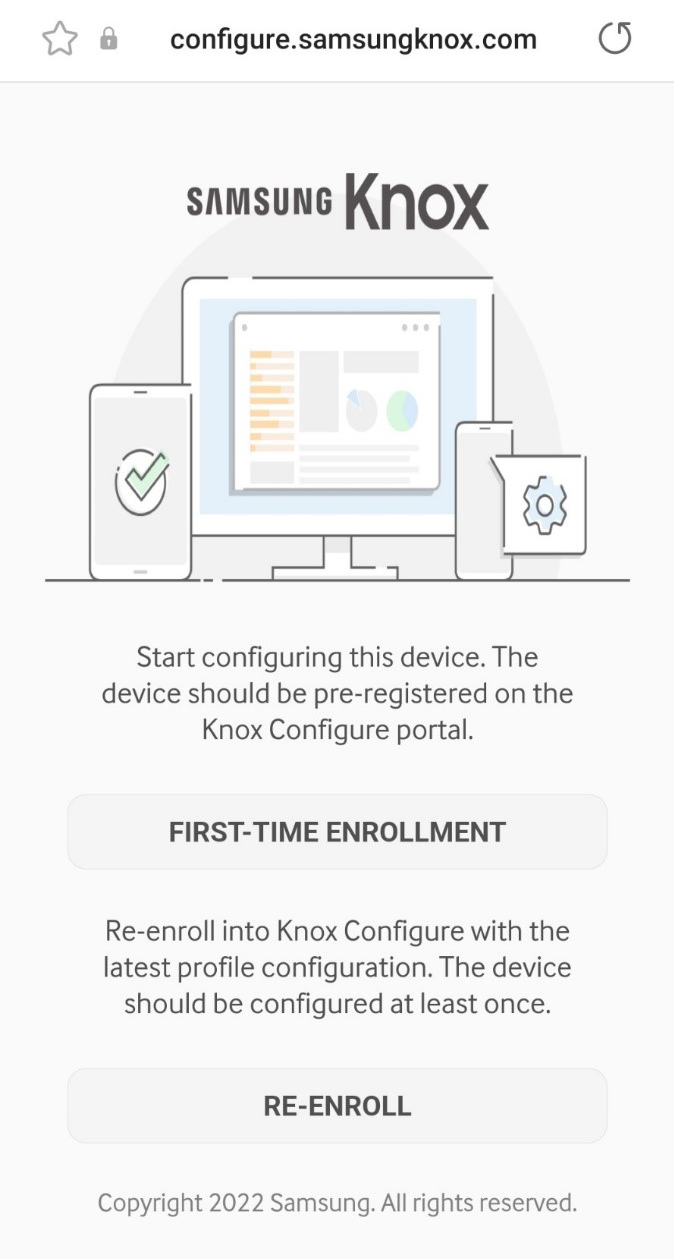 configure.samsungknox.com
SAMSUNG Knox
Start configuring this device. The
device should be pre-registered on the
Knox Configure portal.
FIRST-TIME ENROLLMENT
Re-enroll into Knox Configure with the
latest profile configuration. The device
should be configured at least once.
RE-ENROLL
Copyright 2022 Samsung. All rights reserved.